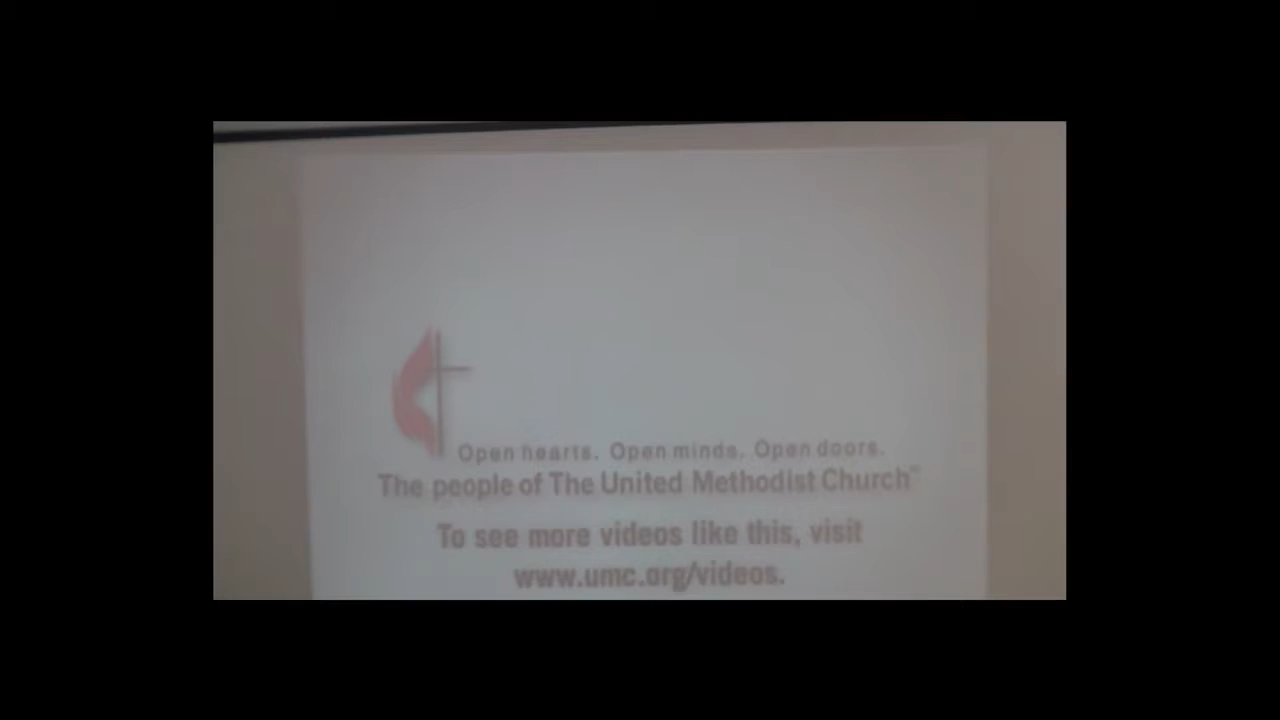 Open hearts. Open minds. Open doors.
The people of The United Methodist Church™
To see more videos like this, visit
www.umc.org/videos.